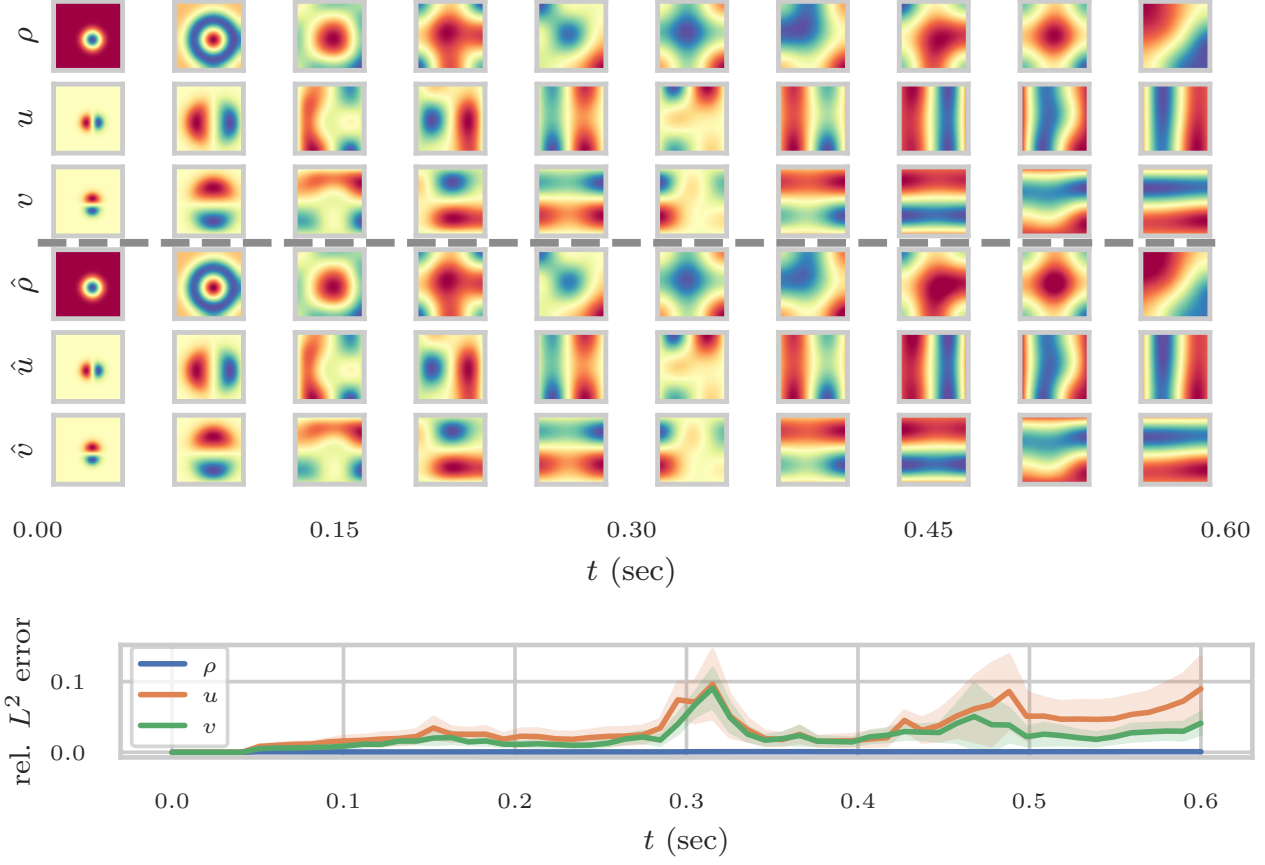 ρ
u
v
ρ̂
û
v̂
0.00 0.15 0.30 0.45 0.60
t (sec)
rel. L² error
0.1
0.0
ρ
u
v
0.0 0.1 0.2 0.3 0.4 0.5 0.6
t (sec)